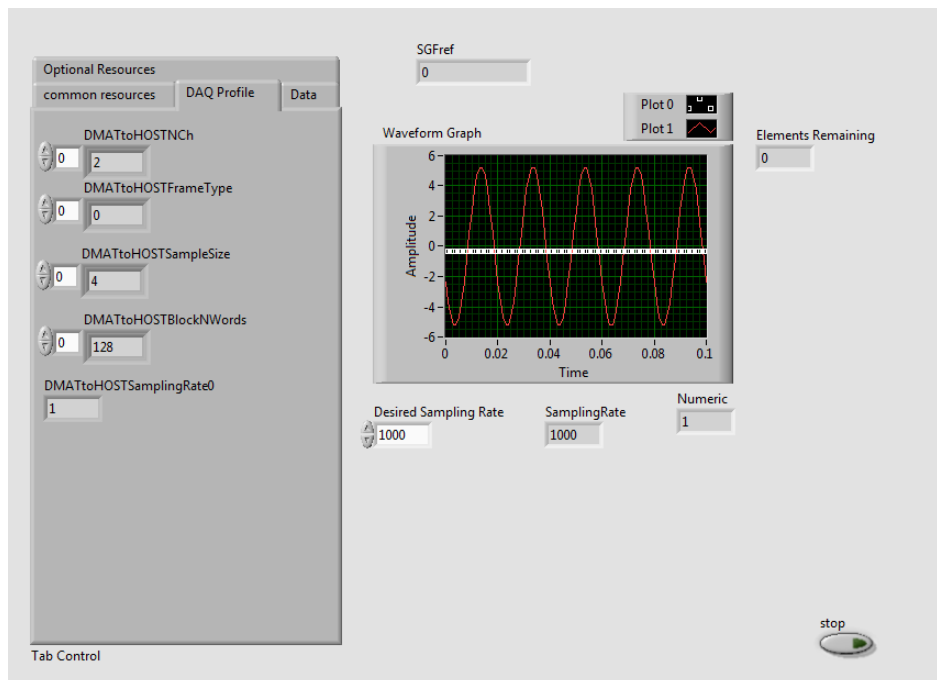 Optional Resources
common resources
DAQ Profile
Data
DMATtoHOSTNCh
0
2
DMATtoHOSTFrameType
0
0
DMATtoHOSTSampleSize
0
4
DMATtoHOSTBlockNWords
0
128
DMATtoHOSTSamplingRate0
1
Tab Control
SGFref
0
Plot 0
Plot 1
Waveform Graph
Amplitude
6
4
2
0
-2
-4
-6
0 0.02 0.04 0.06 0.08 0.1
Time
Elements Remaining
0
Desired Sampling Rate
1000
SamplingRate
1000
Numeric
1
stop